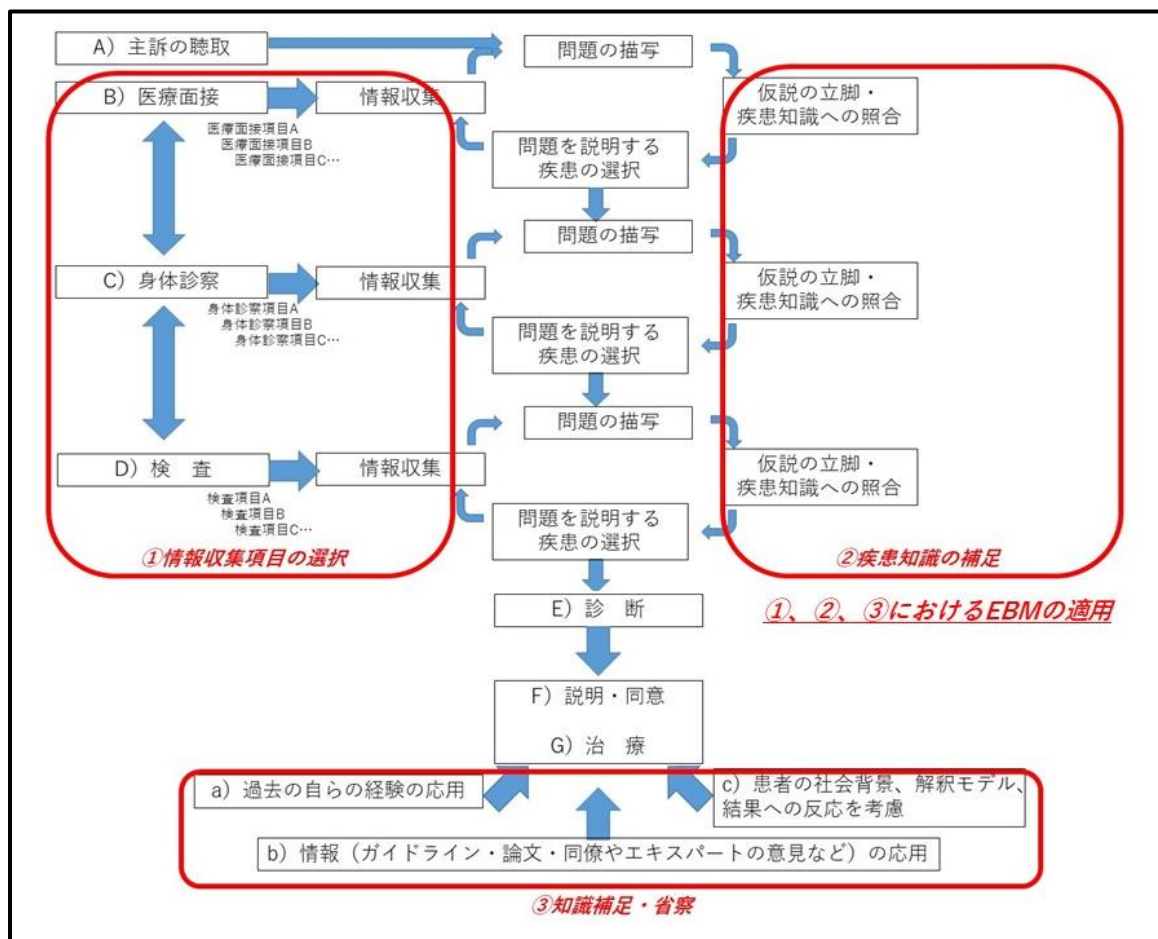 A）主訴の聴取
問題の描写
B）医療面接
情報収集
仮説の立脚・
疾患知識への照合
医療面接項目A
医療面接項目B
医療面接項目C…
問題を説明する
疾患の選択
問題の描写
C）身体診察
情報収集
仮説の立脚・
疾患知識への照合
身体診察項目A
身体診察項目B
身体診察項目C…
問題を説明する
疾患の選択
問題の描写
D）検　査
情報収集
仮説の立脚・
疾患知識への照合
検査項目A
検査項目B
検査項目C…
問題を説明する
疾患の選択
①情報収集項目の選択
②疾患知識の補足
E）診　断
①、②、③におけるEBMの適用
F）説明・同意
G）治　療
a）過去の自らの経験の応用
c）患者の社会背景、解釈モデル、
結果への反応を考慮
b）情報（ガイドライン・論文・同僚やエキスパートの意見など）の応用
③知識補足・省察